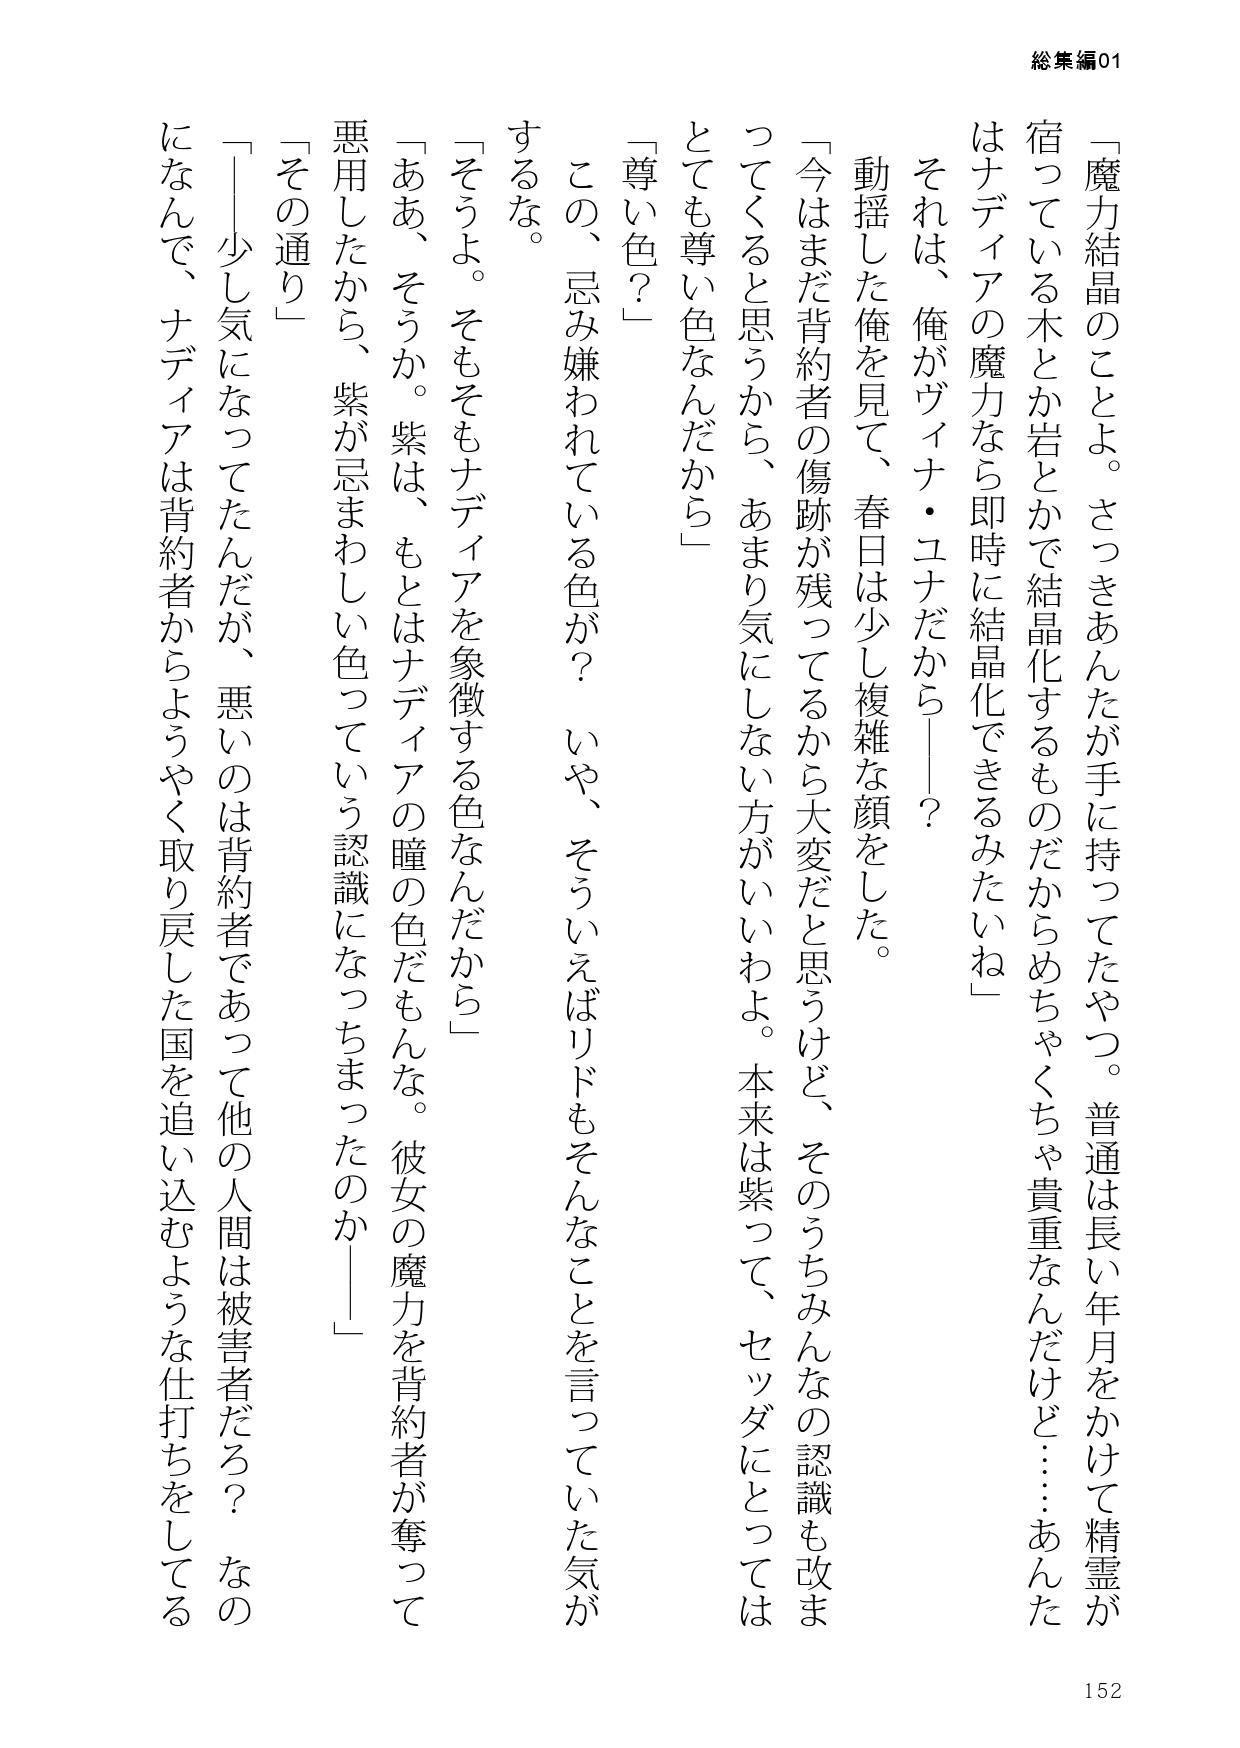 総集編01
「魔力結晶のことよ。さっきあんたが手に持ってたやつ。普通は長い年月をかけて精霊が
宿っている木とか岩とかで結晶化するものだからめちゃくちゃ貴重なんだけど……あんた
はナディアの魔力なら即時に結晶化できるみたいね」
　それは、俺がヴィナ・ユナだから――？
　動揺した俺を見て、春日は少し複雑な顔をした。
「今はまだ背約者の傷跡が残ってるから大変だと思うけど、そのうちみんなの認識も改ま
ってくると思うから、あまり気にしない方がいいわよ。本来は紫って、セッダにとっては
とても尊い色なんだから」
「尊い色？」
　この、忌み嫌われている色が？　いや、そういえばリドもそんなことを言っていた気が
するな。
「そうよ。そもそもナディアを象徴する色なんだから」
「ああ、そうか。紫は、もとはナディアの瞳の色だもんな。彼女の魔力を背約者が奪って
悪用したから、紫が忌まわしい色っていう認識になっちまったのか――」
「その通り」
「――少し気になってたんだが、悪いのは背約者であって他の人間は被害者だろ？　なの
になんで、ナディアは背約者からようやく取り戻した国を追い込むような仕打ちをしてる
152